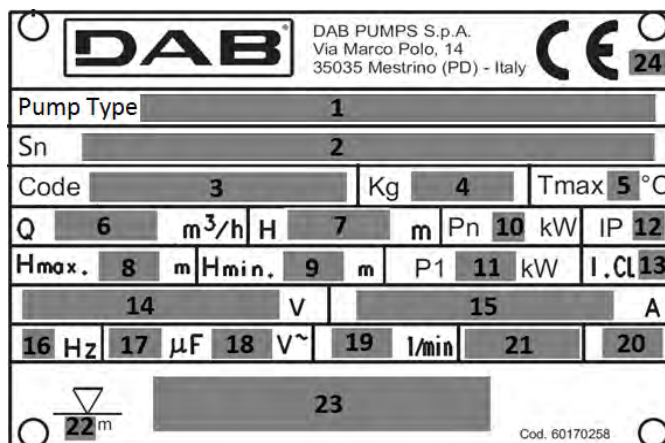 DAB®
DAB PUMPS S.p.A.
Via Marco Polo, 14
35035 Mestrino (PD) - Italy
CE 24
Pump Type 1
Sn 2
Code 3 Kg 4 Tmax 5 °C
Q 6 m³/h H 7 m Pn 10 kW IP 12
Hmax. 8 m Hmin. 9 m P1 11 kW I.Cl 13
14 V 15 A
16 Hz 17 µF 18 V~ 19 1/min 21 20
22 m 23
Cod. 60170258